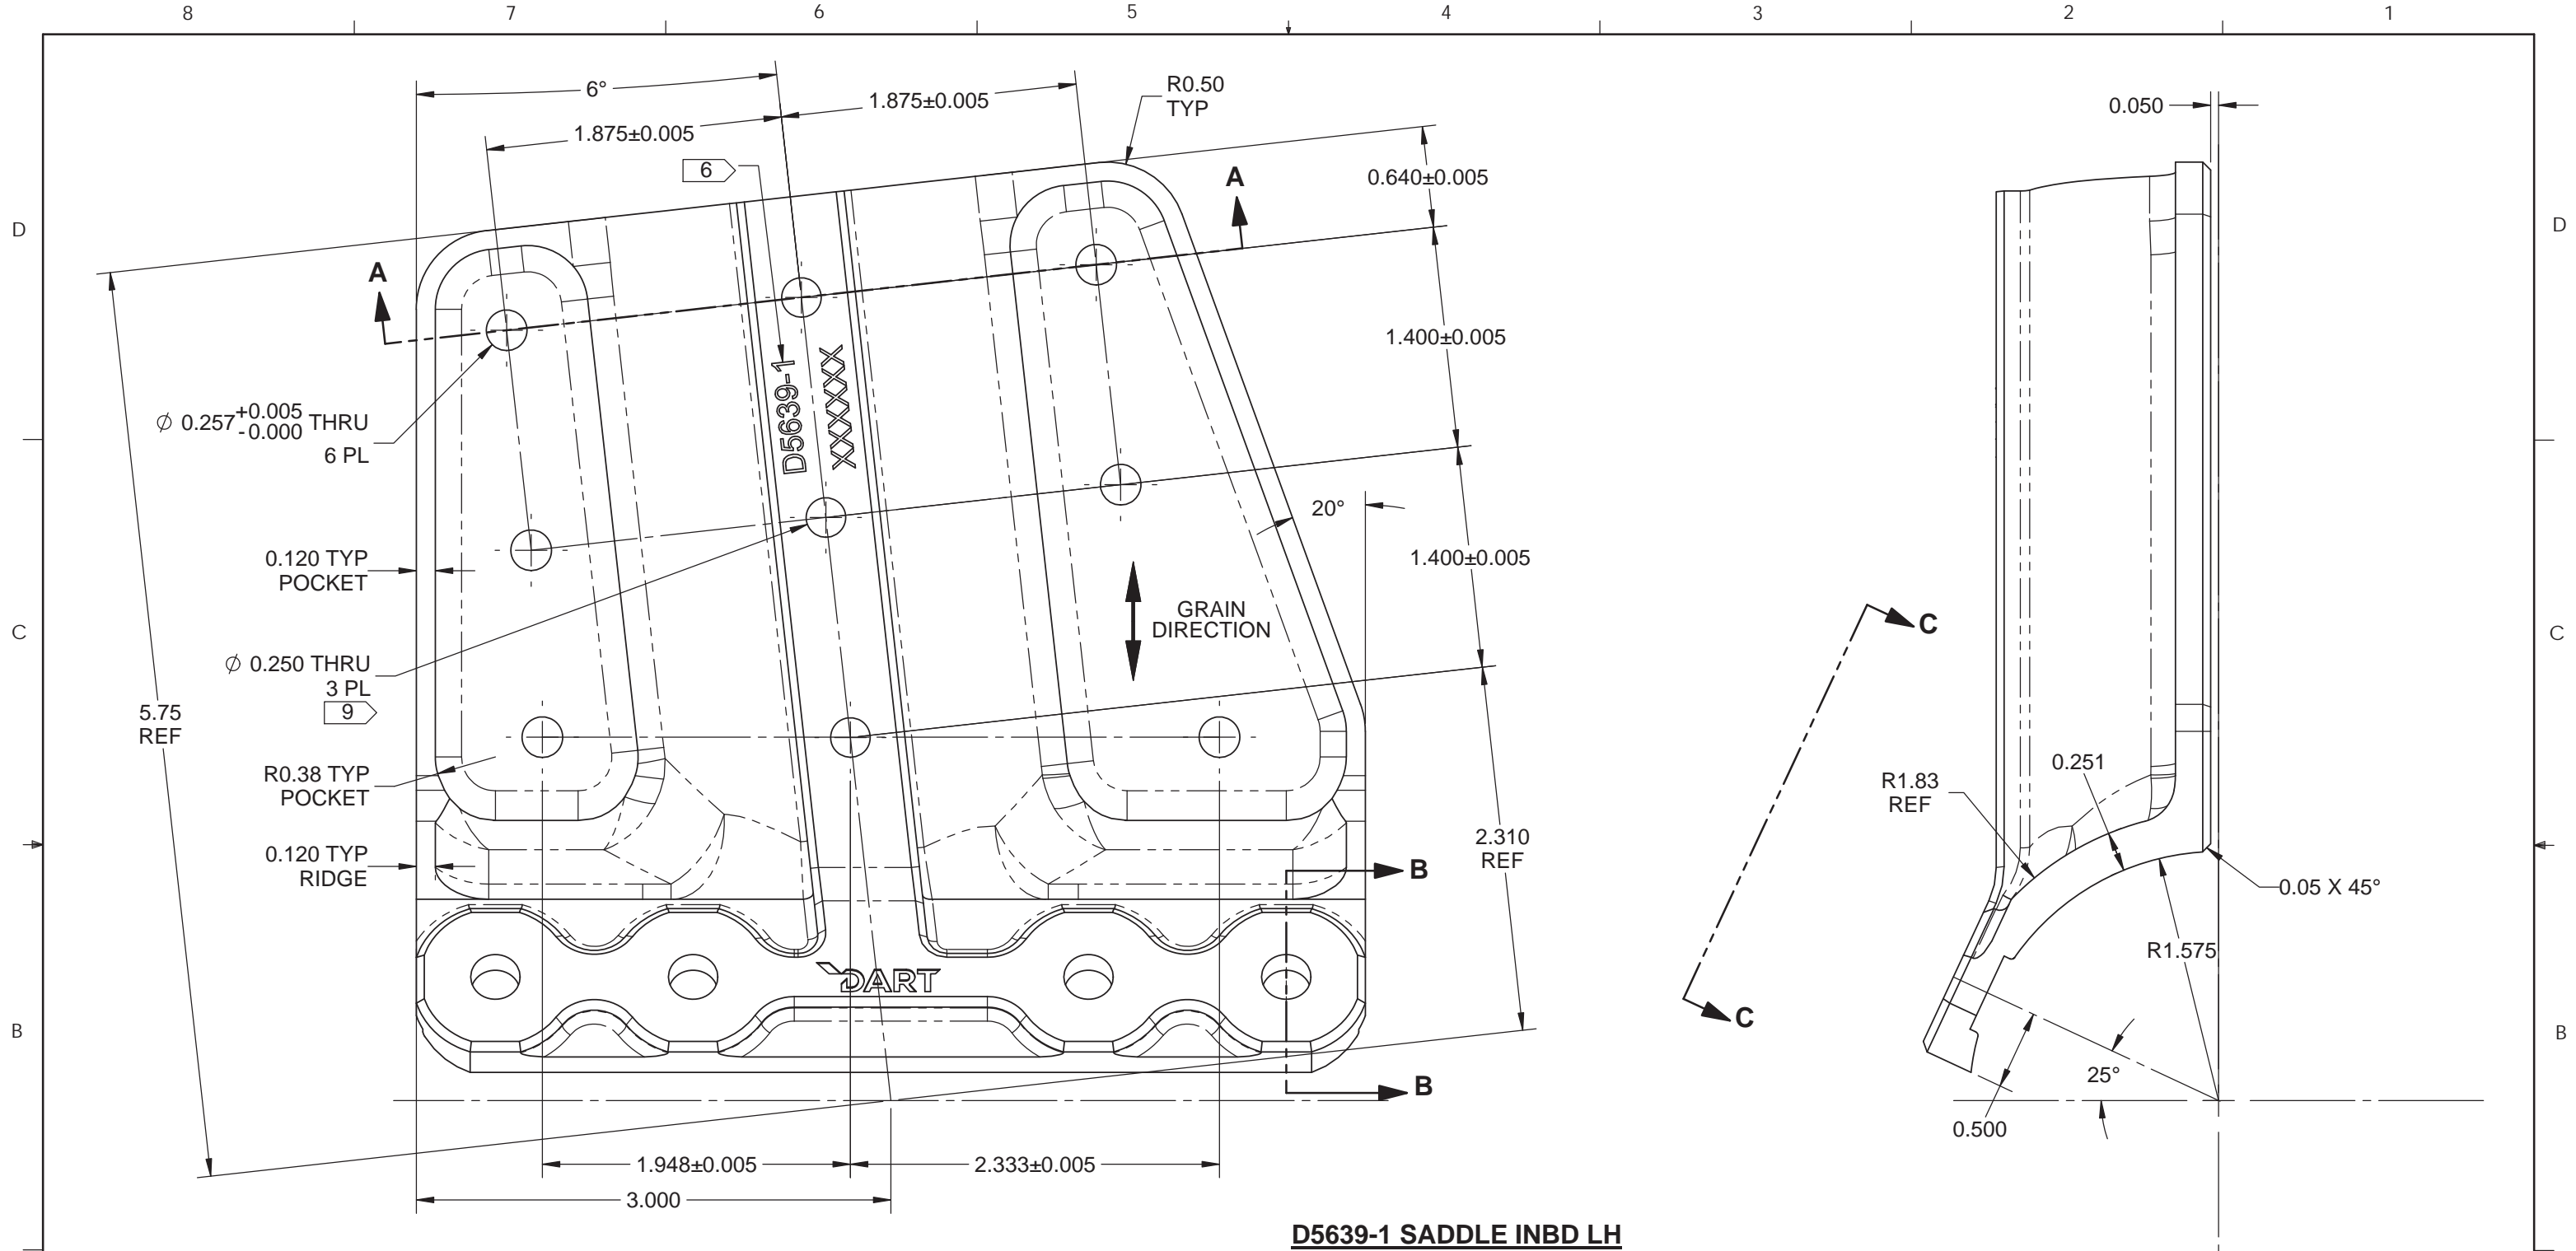 8 7 6 5 4 3 2 1
6°
1.875±0.005
R0.50
TYP
0.050
1.875±0.005
6
A
0.640±0.005
D
D
A
1.400±0.005
D5639-1
XXXXXX
⌀ 0.257+0.005
-0.000 THRU
6 PL
20°
0.120 TYP
POCKET
1.400±0.005
GRAIN
DIRECTION
C
C
C
⌀ 0.250 THRU
3 PL
9
5.75
REF
R0.38 TYP
POCKET
0.251
R1.83
REF
2.310
REF
0.120 TYP
RIDGE
B
0.05 X 45°
R1.575
DART
C
B
B
25°
B
0.500
1.948±0.005
2.333±0.005
3.000
D5639-1 SADDLE INBD LH